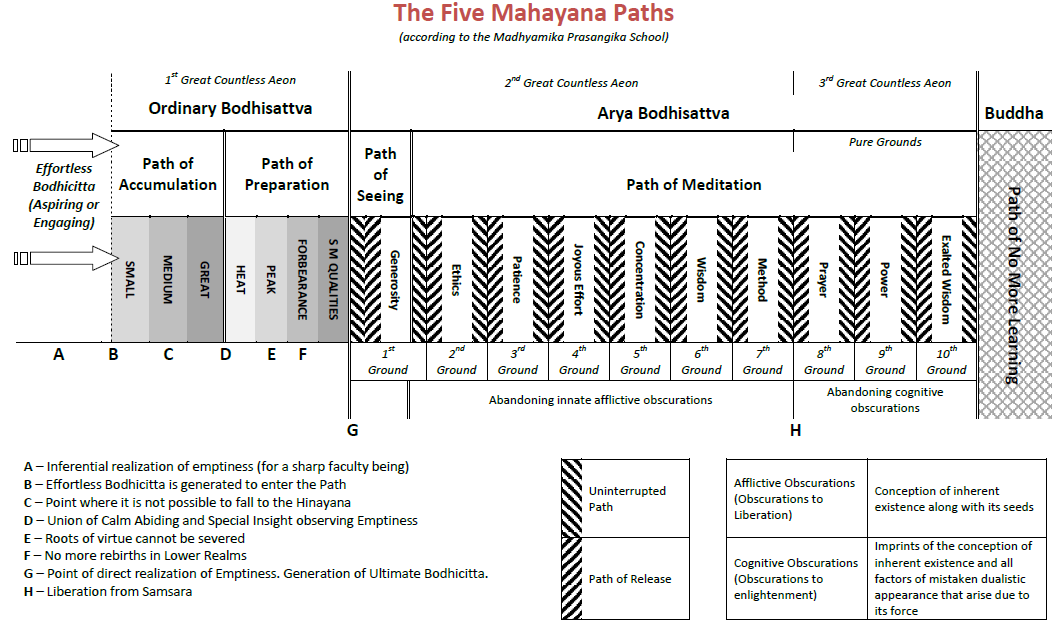 The Five Mahayana Paths
(according to the Madhyamika Prasangika School)
1st Great Countless Aeon
2nd Great Countless Aeon
3rd Great Countless Aeon
Ordinary Bodhisattva
Arya Bodhisattva
Buddha
Pure Grounds
Effortless
Bodhicitta
(Aspiring or
Engaging)
Path of
Accumulation
Path of
Preparation
Path
of
Seeing
Path of Meditation
Path of No More Learning
SMALL
MEDIUM
GREAT
HEAT
PEAK
FORBEARANCE
S M QUALITIES
Generosity
Ethics
Patience
Joyous Effort
Concentration
Wisdom
Method
Prayer
Power
Exalted Wisdom
A
B
C
D
E
F
1st
Ground
2nd
Ground
3rd
Ground
4th
Ground
5th
Ground
6th
Ground
7th
Ground
8th
Ground
9th
Ground
10th
Ground
Abandoning innate afflictive obscurations
Abandoning cognitive
obscurations
G
H
A – Inferential realization of emptiness (for a sharp faculty being)
B – Effortless Bodhicitta is generated to enter the Path
C – Point where it is not possible to fall to the Hinayana
D – Union of Calm Abiding and Special Insight observing Emptiness
E – Roots of virtue cannot be severed
F – No more rebirths in Lower Realms
G – Point of direct realization of Emptiness. Generation of Ultimate Bodhicitta.
H – Liberation from Samsara
Uninterrupted
Path
Path of Release
Afflictive Obscurations
(Obscurations to
Liberation)
Conception of inherent
existence along with its seeds
Cognitive Obscurations
(Obscurations to
enlightenment)
Imprints of the conception of
inherent existence and all
factors of mistaken dualistic
appearance that arise due to
its force